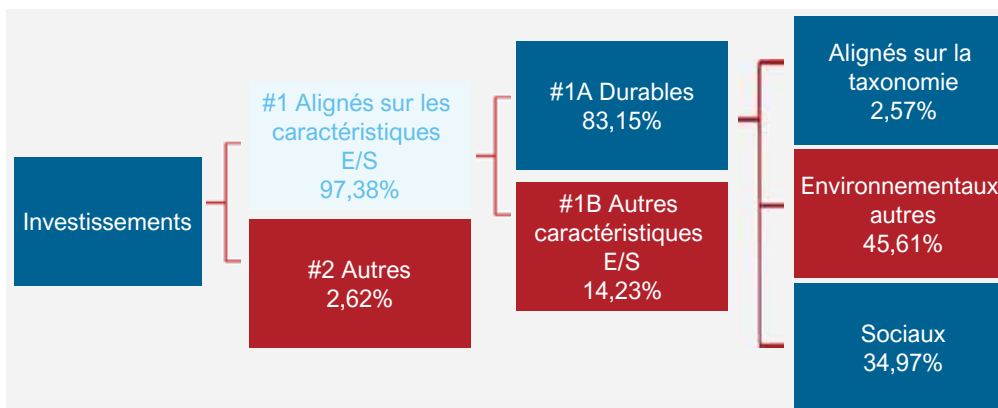 Investissements
#1 Alignés sur les
caractéristiques
E/S
97,38%
#2 Autres
2,62%
#1A Durables
83,15%
#1B Autres
caractéristiques
E/S
14,23%
Alignés sur la
taxonomie
2,57%
Environnementaux
autres
45,61%
Sociaux
34,97%